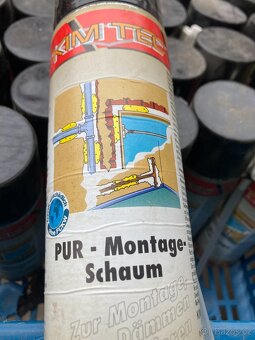 KIM TEC
PUR - Montage-
Schaum
Zur Montage
Dämmen